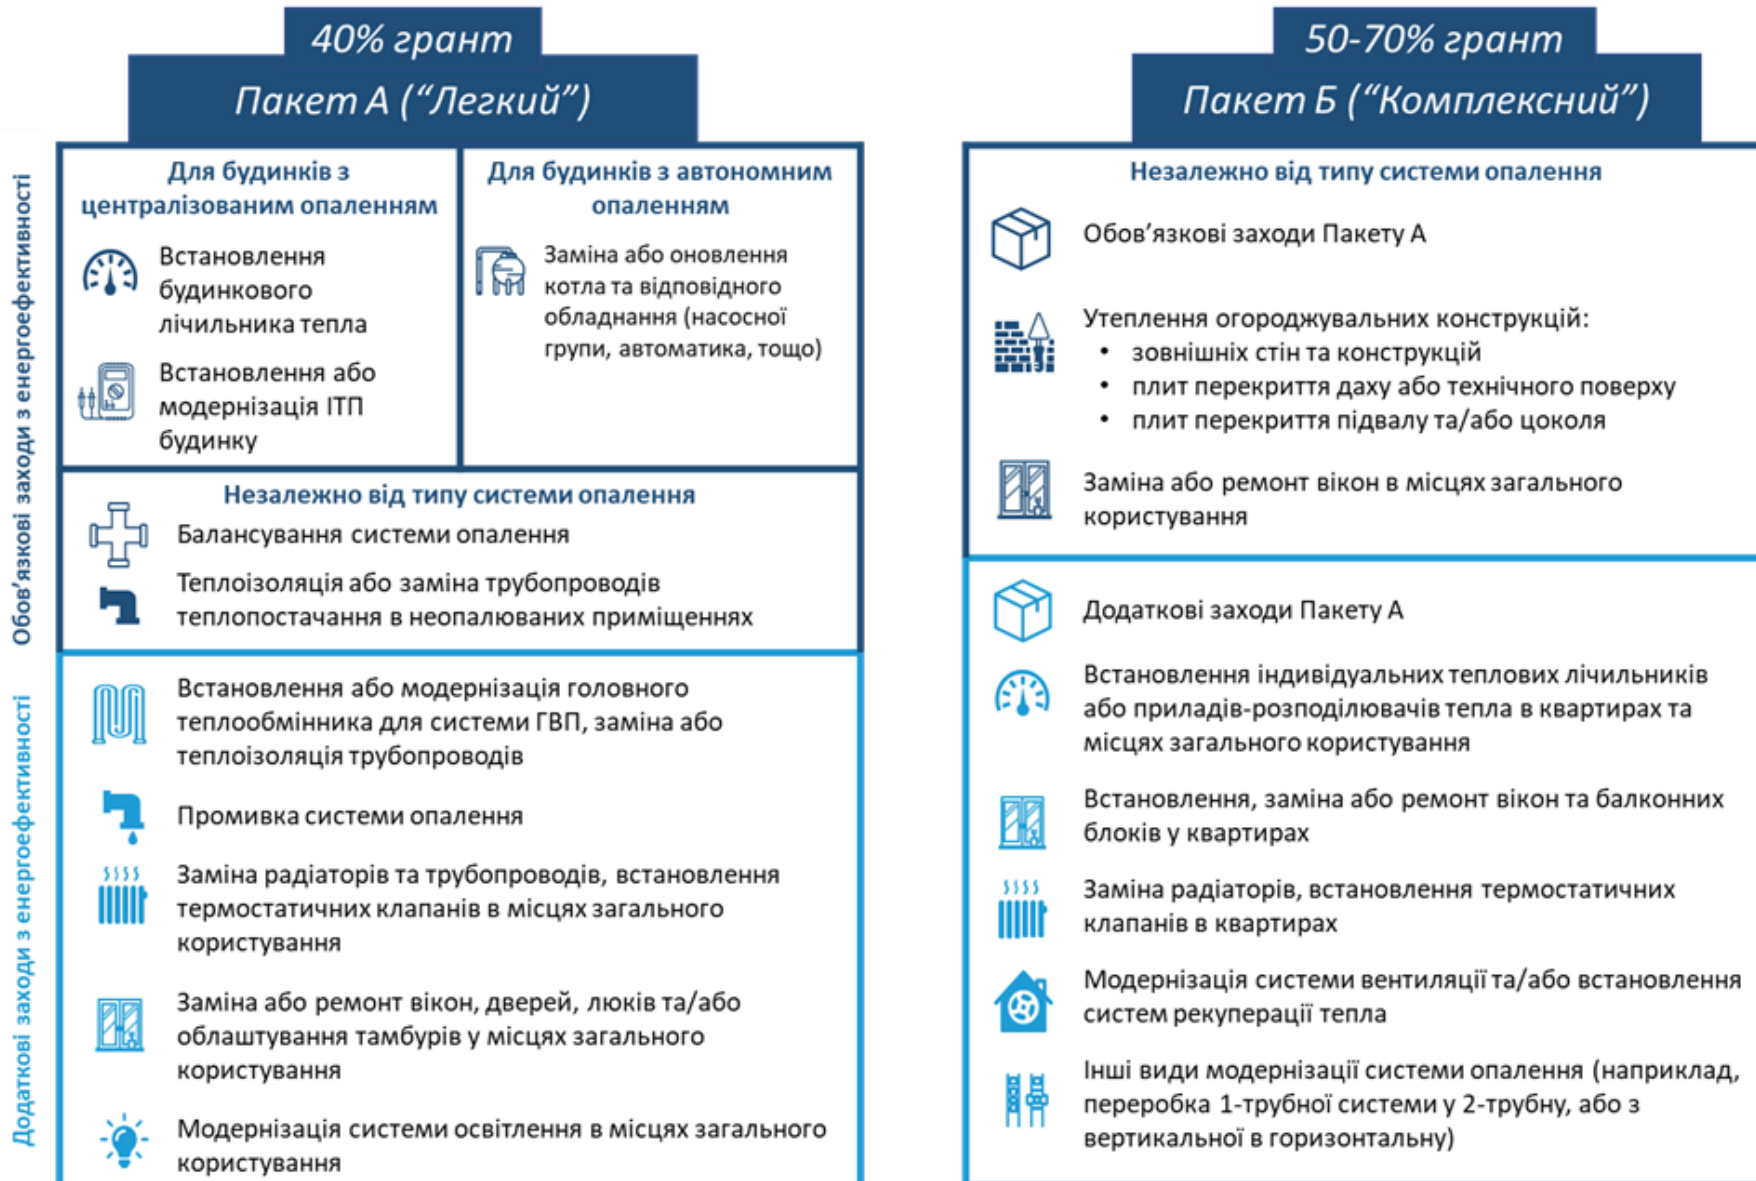 40% грант
Пакет А (“Легкий”)
Обов’язкові заходи з енергоефективності
Для будинків з
централізованим опаленням
Встановлення
будинкового
лічильника тепла
Встановлення або
модернізація ІТП
будинку
Для будинків з автономним
опаленням
Заміна або оновлення
котла та відповідного
обладнання (насосної
групи, автоматика, тощо)
Незалежно від типу системи опалення
Балансування системи опалення
Теплоізоляція або заміна трубопроводів
теплопостачання в неопалюваних приміщеннях
Додаткові заходи з енергоефективності
Встановлення або модернізація головного
теплообмінника для системи ГВП, заміна або
теплоізоляція трубопроводів
Промивка системи опалення
Заміна радіаторів та трубопроводів, встановлення
термостатичних клапанів в місцях загального
користування
Заміна або ремонт вікон, дверей, люків та/або
облаштування тамбурів у місцях загального
користування
Модернізація системи освітлення в місцях загального
користування
50-70% грант
Пакет Б (“Комплексний”)
Незалежно від типу системи опалення
Обов’язкові заходи Пакету А
Утеплення огороджувальних конструкцій:
• зовнішніх стін та конструкцій
• плит перекриття даху або технічного поверху
• плит перекриття підвалу та/або цоколя
Заміна або ремонт вікон в місцях загального
користування
Додаткові заходи Пакету А
Встановлення індивідуальних теплових лічильників
або приладів-розподілювачів тепла в квартирах та
місцях загального користування
Встановлення, заміна або ремонт вікон та балконних
блоків у квартирах
Заміна радіаторів, встановлення термостатичних
клапанів в квартирах
Модернізація системи вентиляції та/або встановлення
систем рекуперації тепла
Інші види модернізації системи опалення (наприклад,
переробка 1-трубної системи у 2-трубну, або з
вертикальної в горизонтальну)